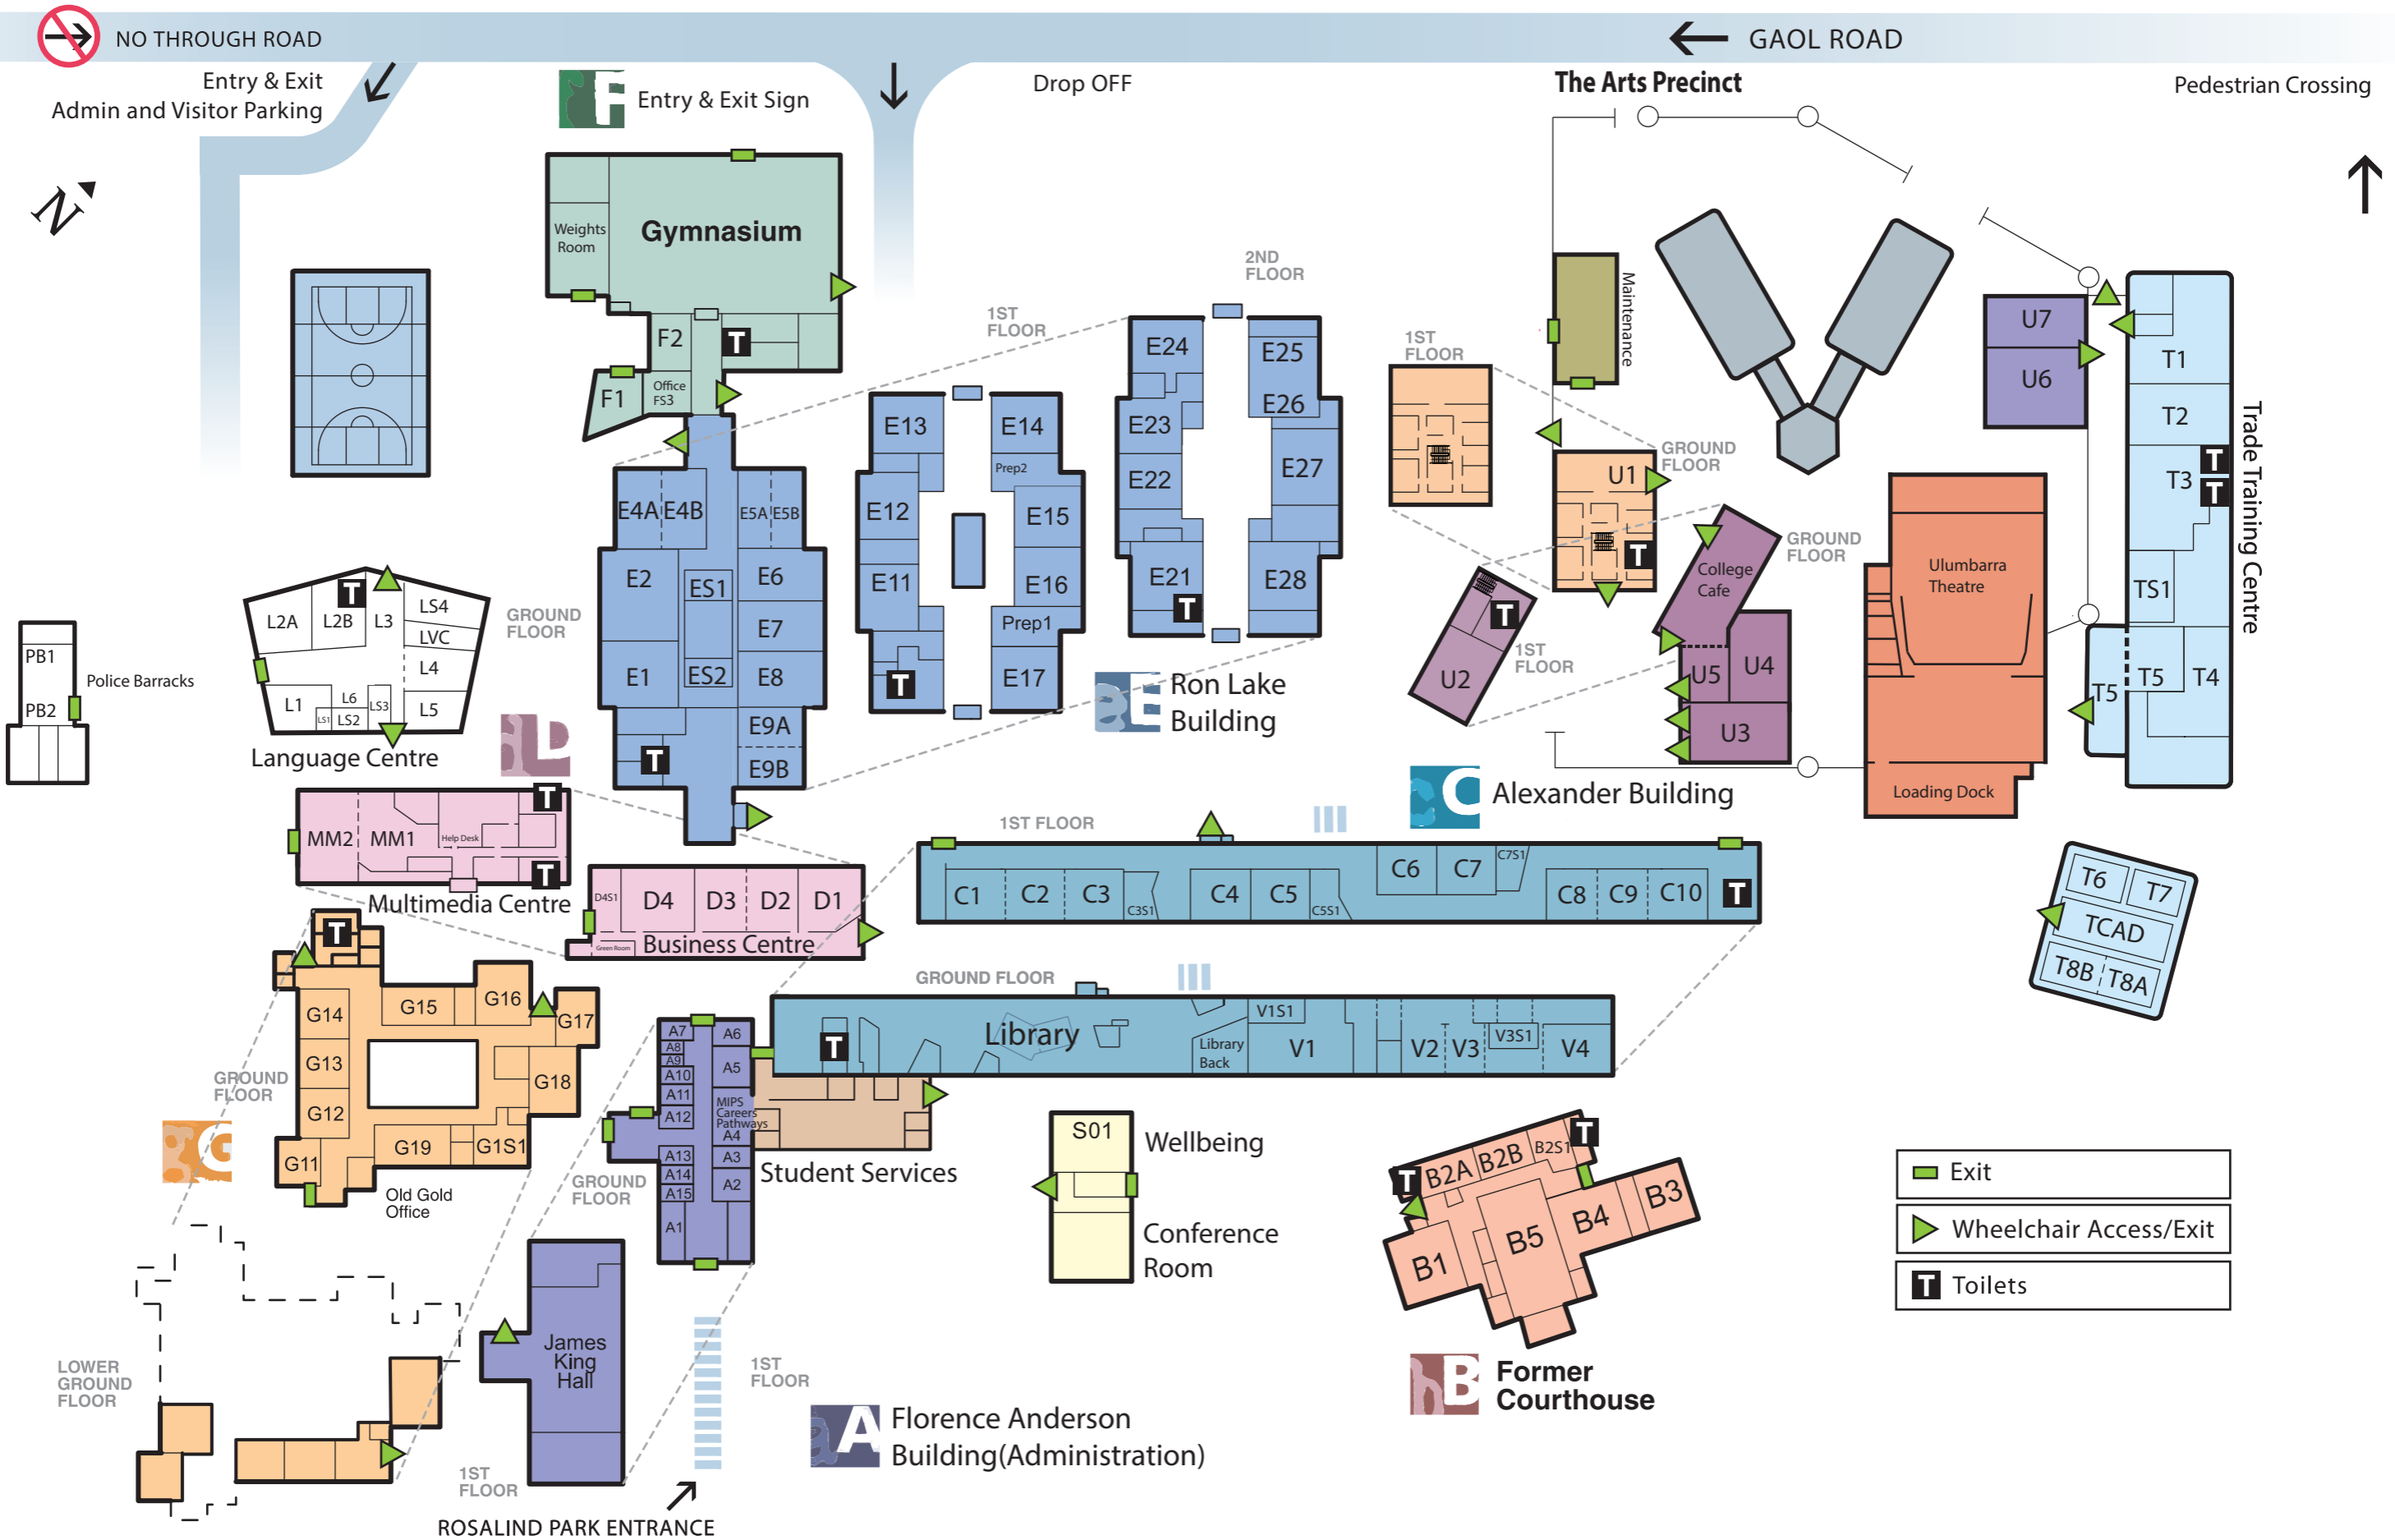 NO THROUGH ROAD
GAOL ROAD
Entry & Exit
Admin and Visitor Parking
F
Entry & Exit Sign
Drop OFF
The Arts Precinct
Pedestrian Crossing
N
Weights
Room
Gymnasium
F2
T
F1
Office
FS3
1ST
FLOOR
2ND
FLOOR
E24
E25
E26
E23
E22
E27
E21
T
E28
E13
E14
Prep2
E12
E15
E11
E16
Prep1
T
E17
E4A
E4B
E5A
E5B
E2
ES1
E6
E7
E1
ES2
E8
E9A
T
E9B
GROUND
FLOOR
E
Ron Lake
Building
Maintenance
1ST
FLOOR
GROUND
FLOOR
U1
T
GROUND
FLOOR
College
Cafe
T
U2
1ST
FLOOR
U5
U4
U3
U7
U6
Ulumbarra
Theatre
Loading Dock
T1
T2
T3
T
T
TS1
T5
T5
T4
Trade Training Centre
T6
T7
TCAD
T8B
T8A
PB1
PB2
Police Barracks
T
L2A
L2B
L3
LS4
LVC
L4
L1
L6
LS3
LS1
LS2
L5
Language Centre
D
T
MM2
MM1
Help Desk
T
Multimedia Centre
D4S1
D4
D3
D2
D1
Green Room
Business Centre
C
Alexander Building
1ST FLOOR
C1
C2
C3
C3S1
C4
C5
C5S1
C6
C7
C7S1
C8
C9
C10
T
GROUND FLOOR
T
Library
Library
Back
V1S1
V1
V2
V3
V3S1
V4
T
G14
G15
G16
G17
G13
G18
G12
G19
G1S1
G11
GROUND
FLOOR
G
Old Gold
Office
LOWER
GROUND
FLOOR
A7
A6
A8
A9
A5
A10
A11
A12
MIPS
Careers
Pathways
A4
A13
A3
A14
A15
A2
A1
GROUND
FLOOR
Student Services
James
King
Hall
1ST
FLOOR
1ST
FLOOR
A
Florence Anderson
Building(Administration)
ROSALIND PARK ENTRANCE
S01
Wellbeing
Conference
Room
T
B2A
B2B
B2S1
T
B1
B5
B4
B3
B
Former
Courthouse
Exit
Wheelchair Access/Exit
T
Toilets